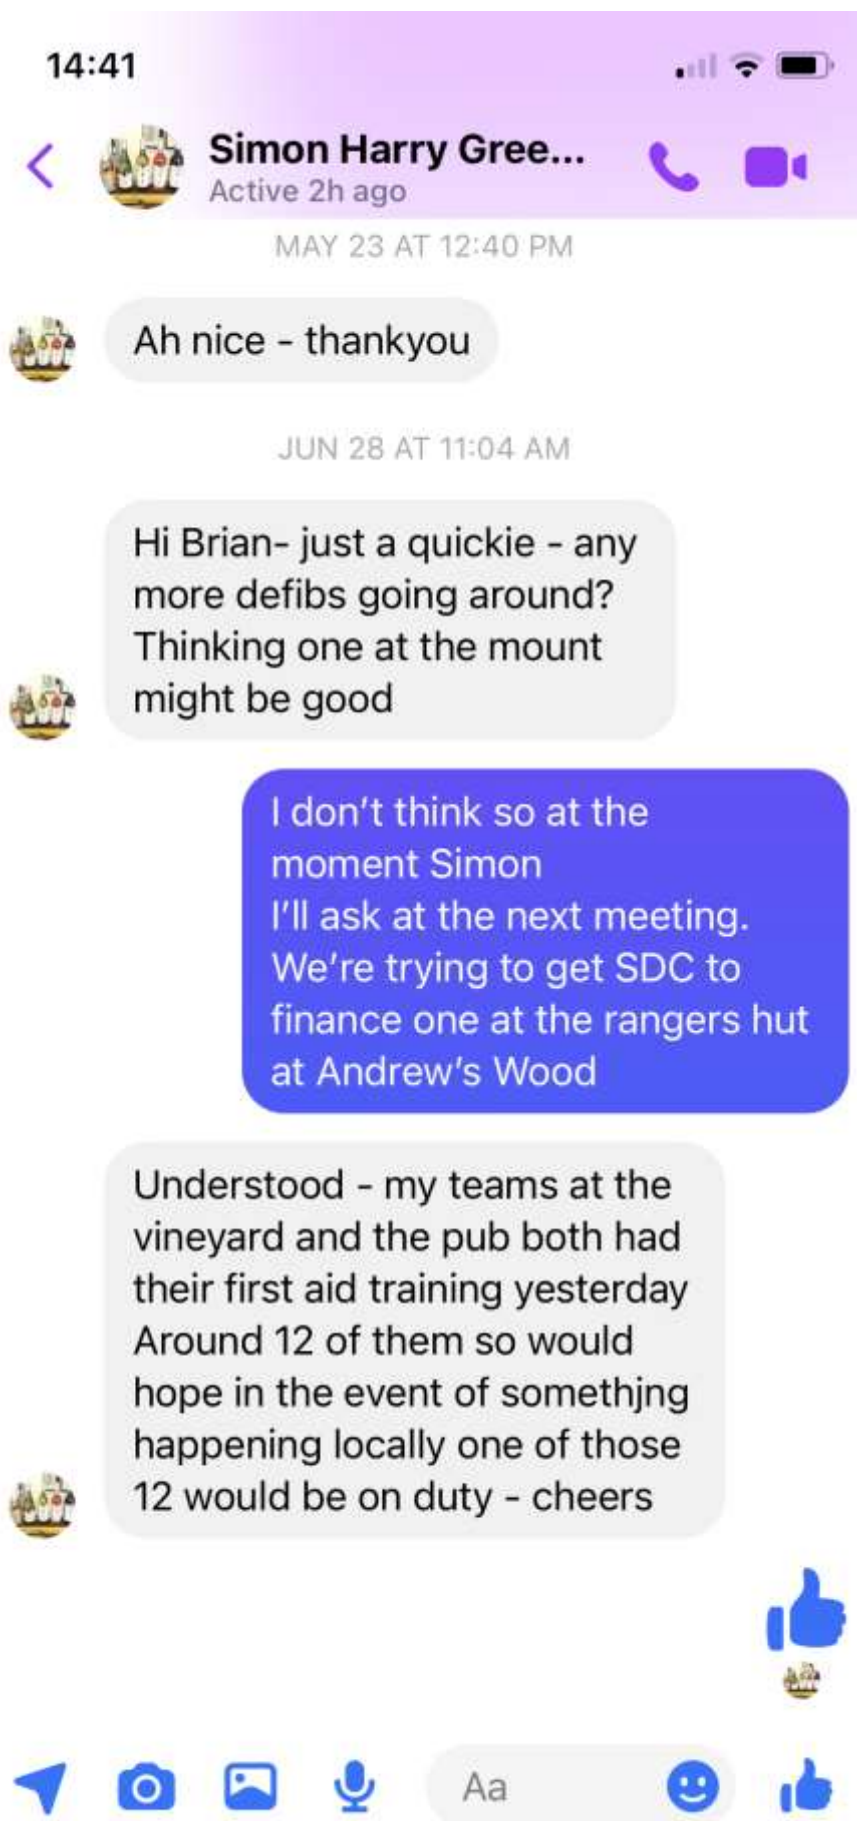 14:41
Simon Harry Gree...
Active 2h ago
MAY 23 AT 12:40 PM
Ah nice - thankyou
JUN 28 AT 11:04 AM
Hi Brian- just a quickie - any
more defibs going around?
Thinking one at the mount
might be good
I don't think so at the
moment Simon
I'll ask at the next meeting.
We're trying to get SDC to
finance one at the rangers hut
at Andrew's Wood
Understood - my teams at the
vineyard and the pub both had
their first aid training yesterday
Around 12 of them so would
hope in the event of somethjng
happening locally one of those
12 would be on duty - cheers
Aa